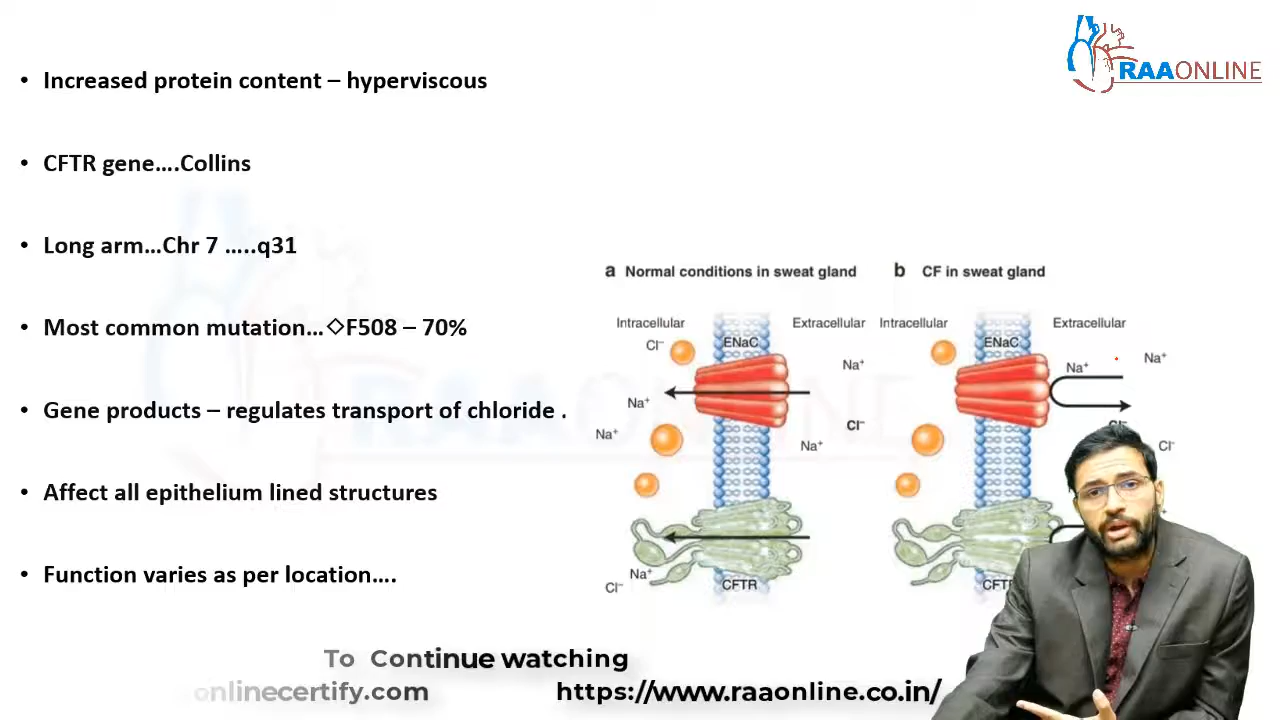 RAAONLINE
• Increased protein content – hyperviscous
• CFTR gene….Collins
• Long arm…Chr 7 …..q31
• Most common mutation…◇F508 – 70%
• Gene products – regulates transport of chloride .
• Affect all epithelium lined structures
• Function varies as per location….
a Normal conditions in sweat gland
Intracellular
Extracellular
ENaC
Cl⁻
Na⁺
Na⁺
Na⁺
Cl⁻
Na⁺
Na⁺
Cl⁻
CFTR
b CF in sweat gland
Intracellular
Extracellular
ENaC
Na⁺
Na⁺
Cl⁻
Cl⁻
To Continue watching
onlinecertify.com https://www.raaonline.co.in/